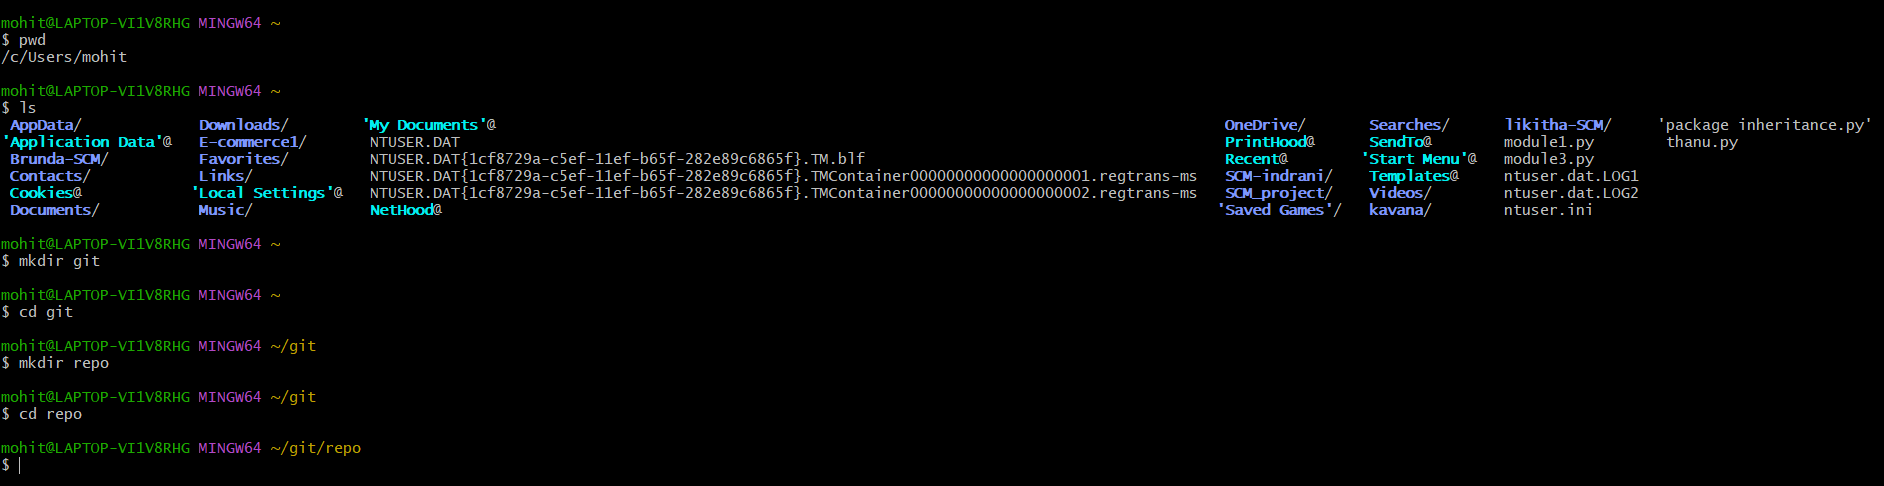 mohit@LAPTOP-VI1V8RHG MINGW64 ~
$ pwd
/c/Users/mohit
mohit@LAPTOP-VI1V8RHG MINGW64 ~
$ ls
AppData/ Downloads/ 'My Documents'@ OneDrive/ Searches/ likitha-SCM/ 'package inheritance.py'
'Application Data'@ E-commerce1/ NTUSER.DAT PrintHood@ SendTo@ module1.py thanu.py
Brunda-SCM/ Favorites/ NTUSER.DAT{1cf8729a-c5ef-11ef-b65f-282e89c6865f}.TM.blf Recent@ 'Start Menu'@ module3.py
Contacts/ Links/ NTUSER.DAT{1cf8729a-c5ef-11ef-b65f-282e89c6865f}.TMContainer00000000000000000001.regtrans-ms SCM-indrani/ Templates@ ntuser.dat.LOG1
Cookies@ 'Local Settings'@ NTUSER.DAT{1cf8729a-c5ef-11ef-b65f-282e89c6865f}.TMContainer00000000000000000002.regtrans-ms SCM_project/ Videos/ ntuser.dat.LOG2
Documents/ Music/ NetHood@ 'Saved Games'/ kavana/ ntuser.ini
mohit@LAPTOP-VI1V8RHG MINGW64 ~
$ mkdir git
mohit@LAPTOP-VI1V8RHG MINGW64 ~
$ cd git
mohit@LAPTOP-VI1V8RHG MINGW64 ~/git
$ mkdir repo
mohit@LAPTOP-VI1V8RHG MINGW64 ~/git
$ cd repo
mohit@LAPTOP-VI1V8RHG MINGW64 ~/git/repo
$